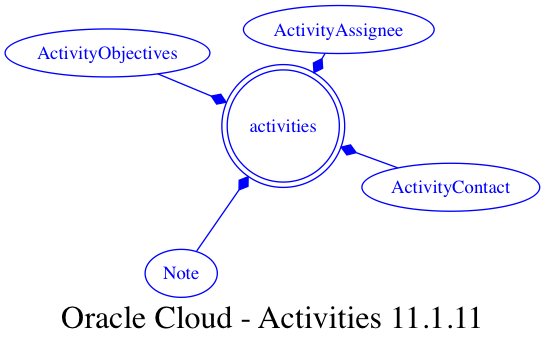 ActivityAssignee
ActivityObjectives
activities
ActivityContact
Note
Oracle Cloud - Activities 11.1.11